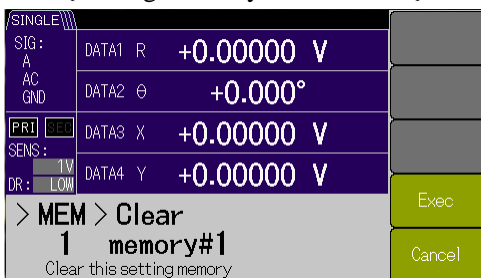 SINGLE
SIG:
A
AC
GND
DATA1 R +0.00000 V
DATA2 θ +0.000°
PRI SEC
SENS:
1V
DR: LOW
DATA3 X +0.00000 V
DATA4 Y +0.00000 V
> MEM > Clear
1 memory#1
Clear this setting memory
Exec
Cancel